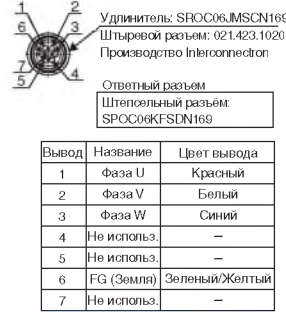 1
2
6
3
7
5
4
Удлинитель: SROC06JMSCN169
Штыревой разъем: 021.423.1020
Производство Interconnectron
Ответный разъем
Штепсельный разъём:
SPOC06KFSDN169
Вывод Название Цвет вывода
1 Фаза U Красный
2 Фаза V Белый
3 Фаза W Синий
4 Не использ. –
5 Не использ. –
6 FG (Земля) Зеленый/Желтый
7 Не использ. –